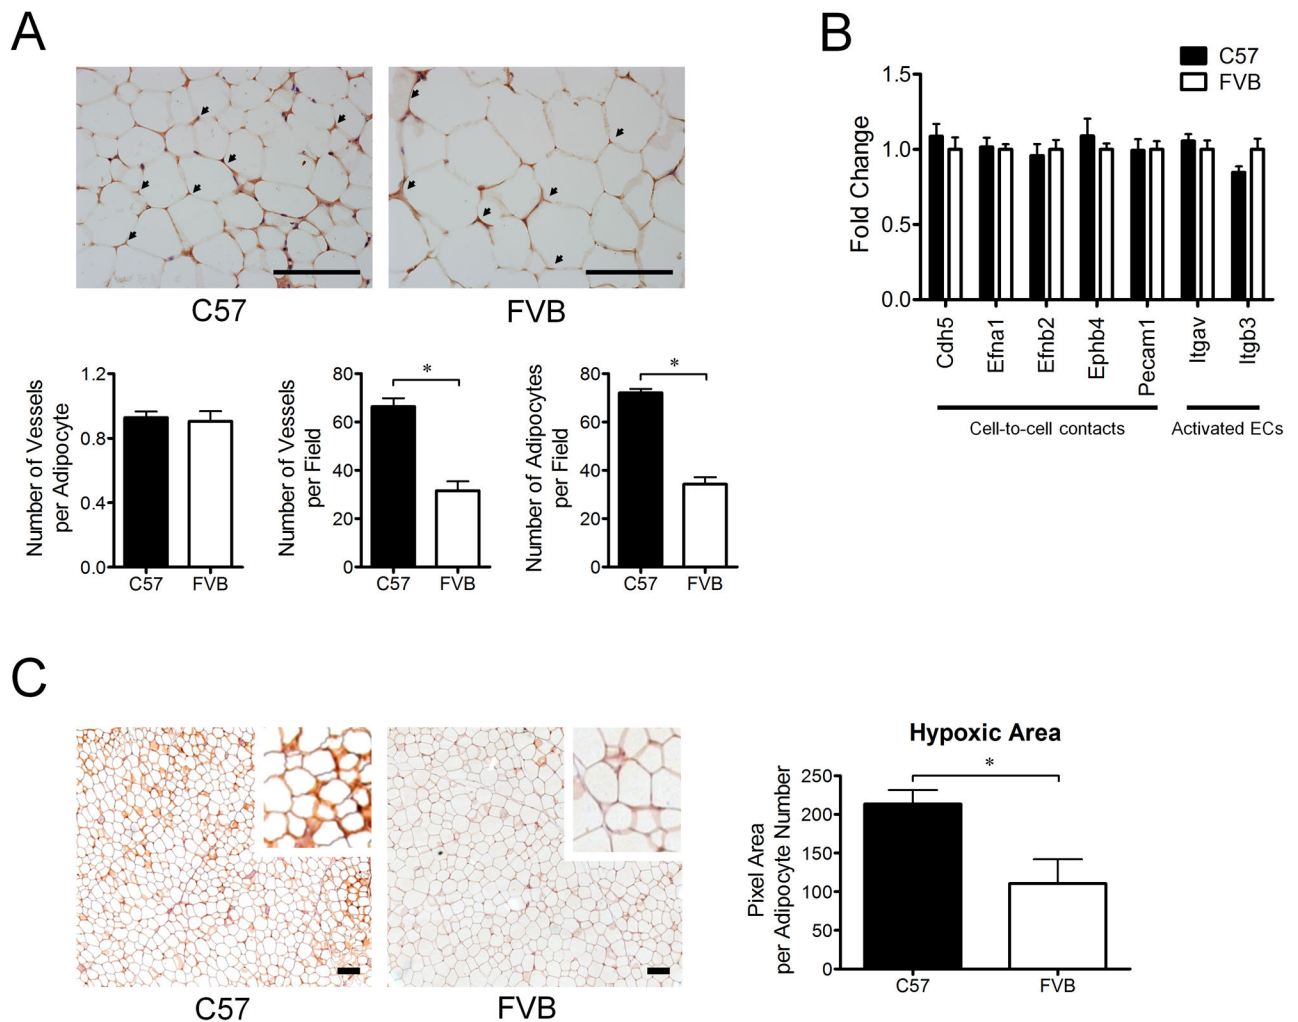 A
C57
FVB
Number of Vessels
per Adipocyte
1.2
0.8
0.4
0.0
C57
FVB
Number of Vessels
per Field
80
60
40
20
0
*
C57
FVB
Number of Adipocytes
per Field
80
60
40
20
0
*
C57
FVB
B
C57
FVB
Fold Change
1.5
1.0
0.5
0.0
Cdh5
Efna1
Efnb2
Ephb4
Pecam1
Itgav
Itgb3
Cell-to-cell contacts
Activated ECs
C
C57
FVB
Hypoxic Area
Pixel Area
per Adipocyte Number
250
200
150
100
50
0
*
C57
FVB